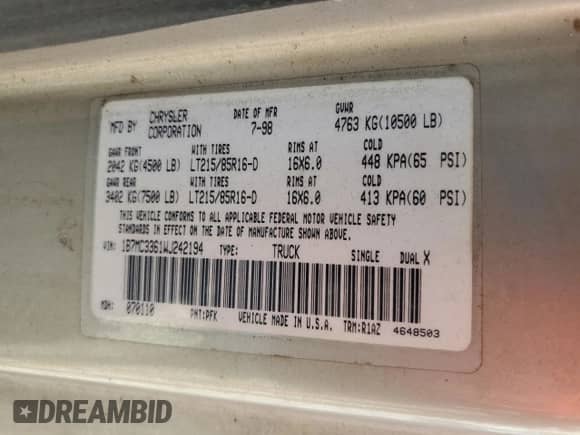 MFD BY CHRYSLER CORPORATION DATE OF MFR 7-98 GVWR 4763 KG(10500 LB)
GAWR FRONT WITH TIRES RIMS AT COLD
2042 KG(4500 LB) LT215/85R16-D 16X6.0 448 KPA(65 PSI)
GAWR REAR WITH TIRES RIMS AT COLD
3402 KG(7500 LB) LT215/85R16-D 16X6.0 413 KPA(60 PSI)
THIS VEHICLE CONFORMS TO ALL APPLICABLE FEDERAL MOTOR VEHICLE SAFETY
STANDARDS IN EFFECT ON THE DATE OF MANUFACTURE SHOWN ABOVE.
VIN: 1B7MC3361WJ242194 TYPE: TRUCK SINGLE DUAL X
MDH: 070110 PNT:PFK VEHICLE MADE IN U.S.A. TRM:R1AZ 4648503
DREAMBID